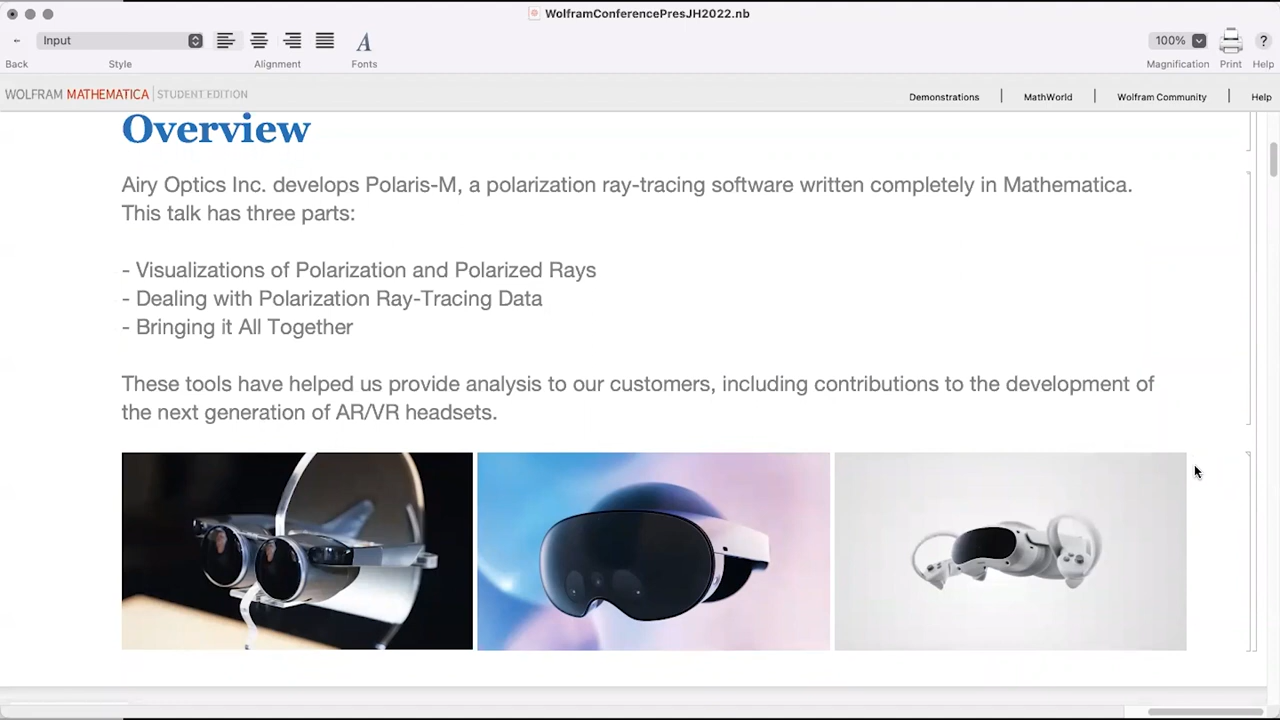 WolframConferencePresJH2022.nb
Input
100%
Back
Style
Alignment
Fonts
Magnification
Print
Help
WOLFRAM MATHEMATICA | STUDENT EDITION
Demonstrations | MathWorld | Wolfram Community | Help
Overview
Airy Optics Inc. develops Polaris-M, a polarization ray-tracing software written completely in Mathematica.
This talk has three parts:
- Visualizations of Polarization and Polarized Rays
- Dealing with Polarization Ray-Tracing Data
- Bringing it All Together
These tools have helped us provide analysis to our customers, including contributions to the development of
the next generation of AR/VR headsets.